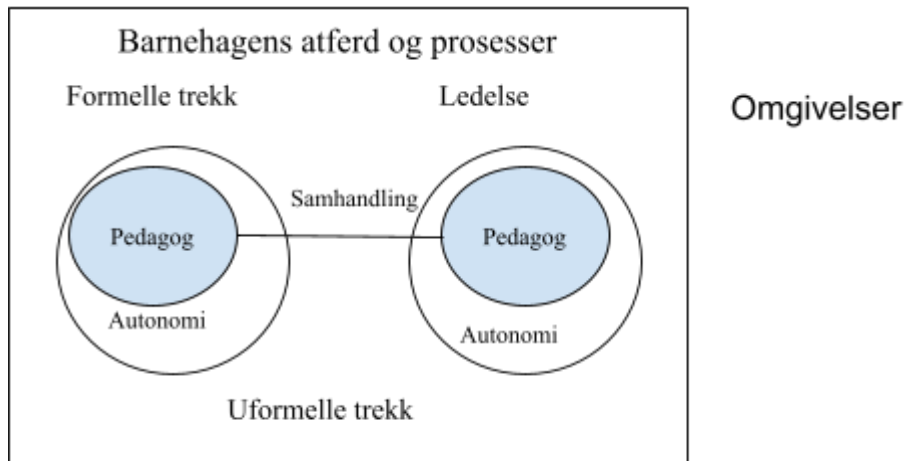 Barnehagens atferd og prosesser
Formelle trekk
Ledelse
Omgivelser
Samhandling
Pedagog
Pedagog
Autonomi
Autonomi
Uformelle trekk